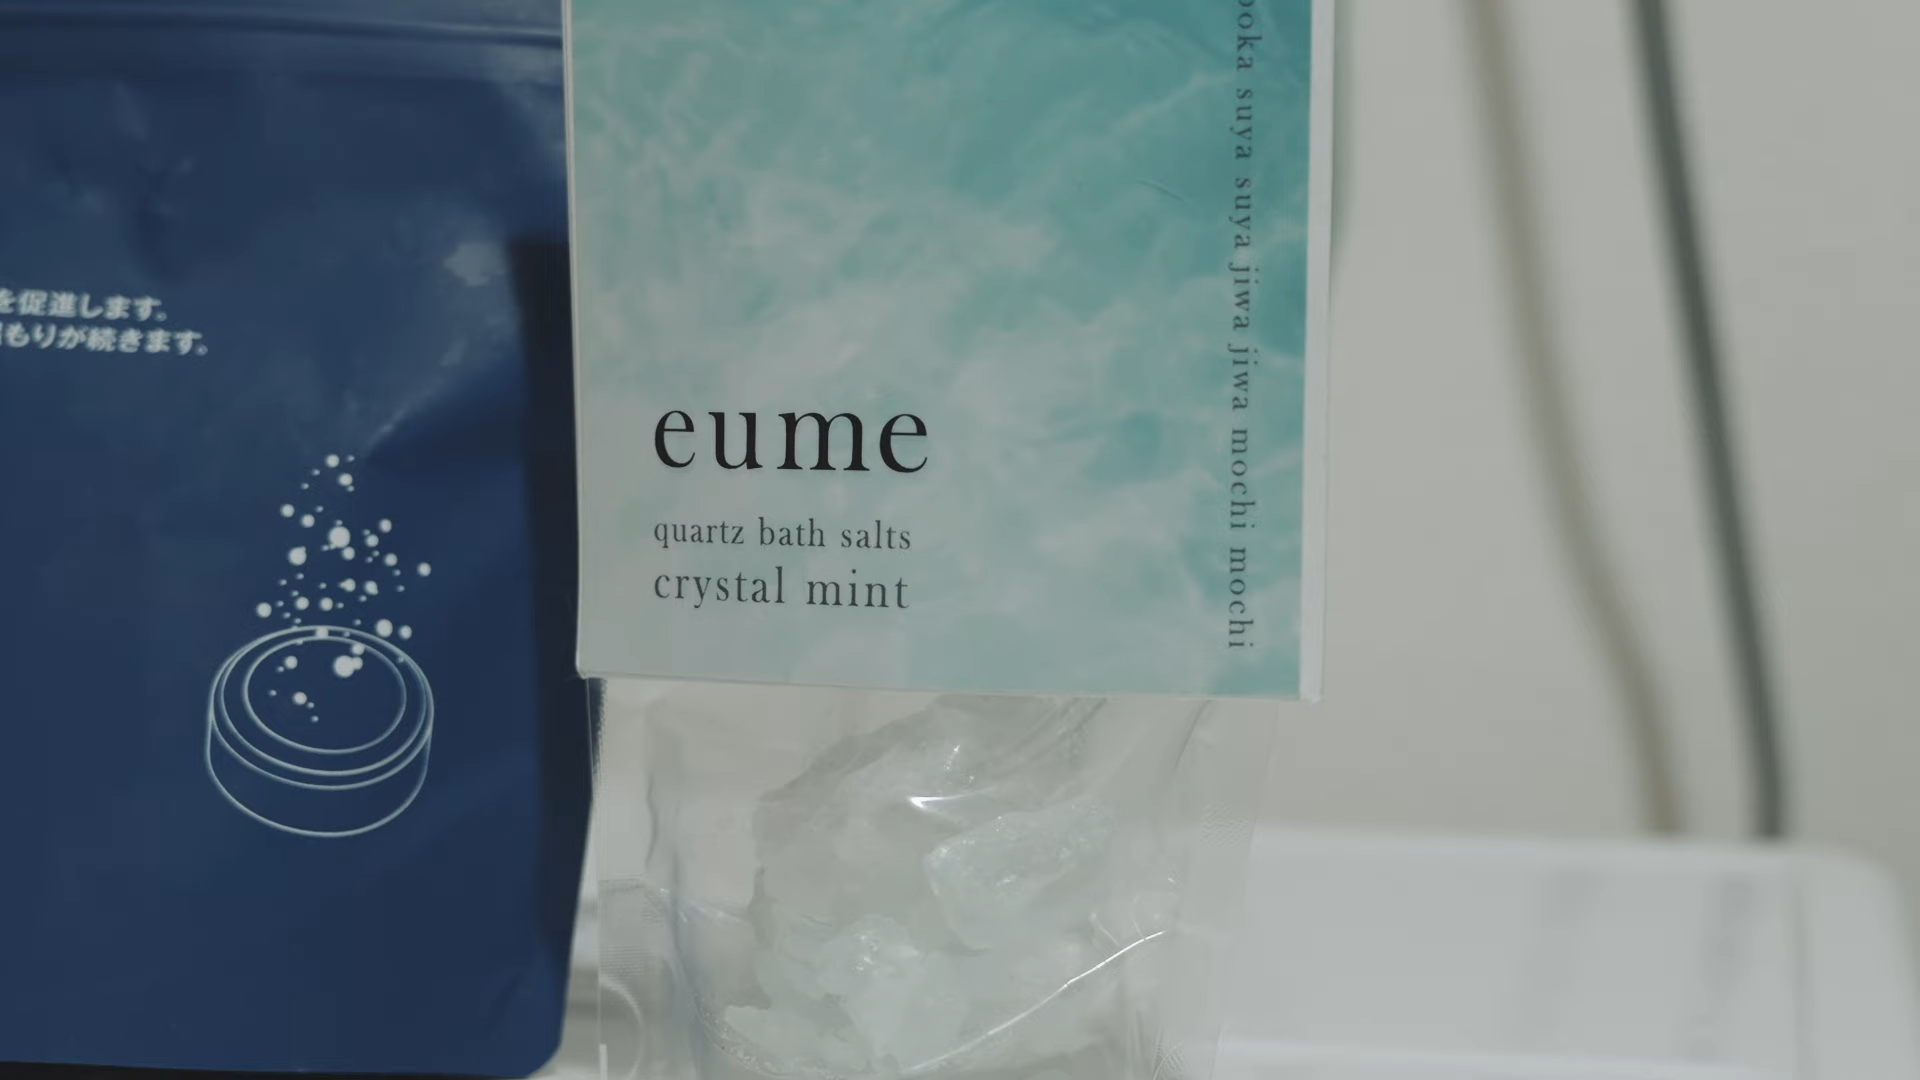 を促進します。
もりが続きます。
eume
quartz bath salts
crystal mint
suya suya jiwa jiwa mochi mochi